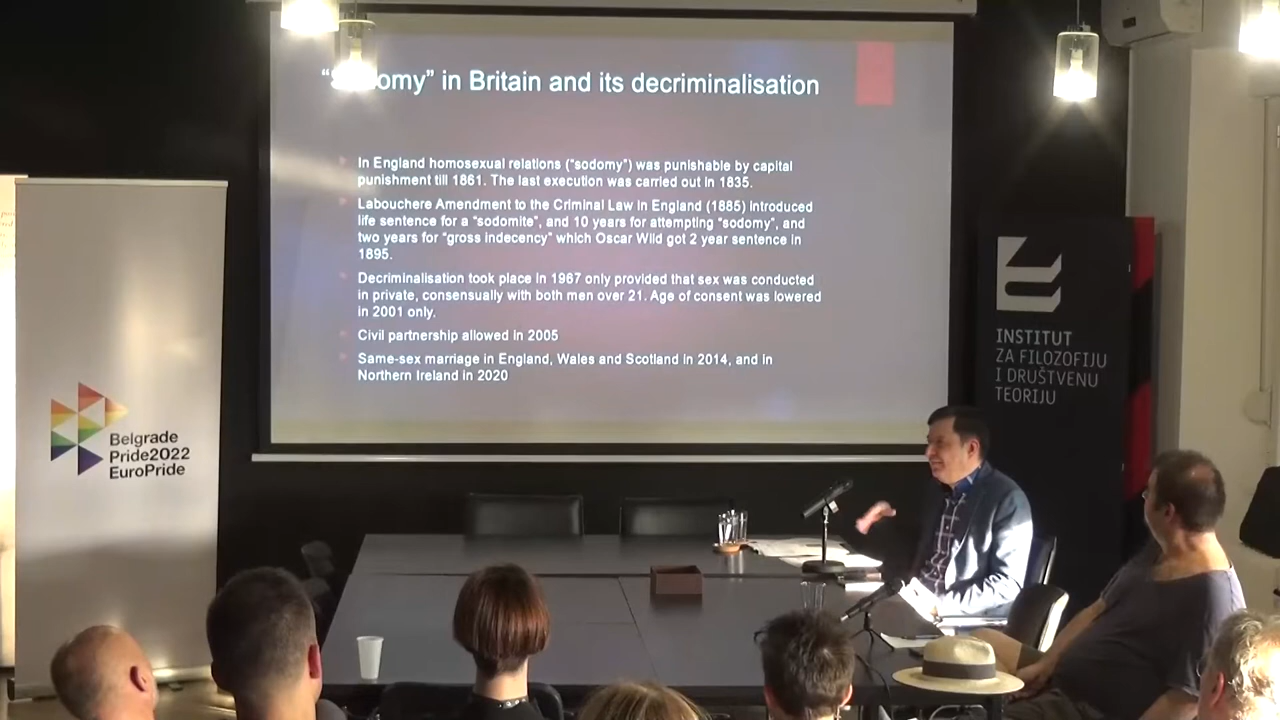 “Sodomy” in Britain and its decriminalisation
In England homosexual relations (“sodomy”) was punishable by capital
punishment till 1861. The last execution was carried out in 1835.
Labouchere Amendment to the Criminal Law in England (1885) introduced
life sentence for a “sodomite”, and 10 years for attempting “sodomy”, and
two years for “gross indecency” which Oscar Wild got 2 year sentence in
1895.
Decriminalisation took place in 1967 only provided that sex was conducted
in private, consensually with both men over 21. Age of consent was lowered
in 2001 only.
Civil partnership allowed in 2005
Same-sex marriage in England, Wales and Scotland in 2014, and in
Northern Ireland in 2020
Belgrade
Pride2022
EuroPride
INSTITUT
ZA FILOZOFIJU
I DRUŠTVENU
TEORIJU